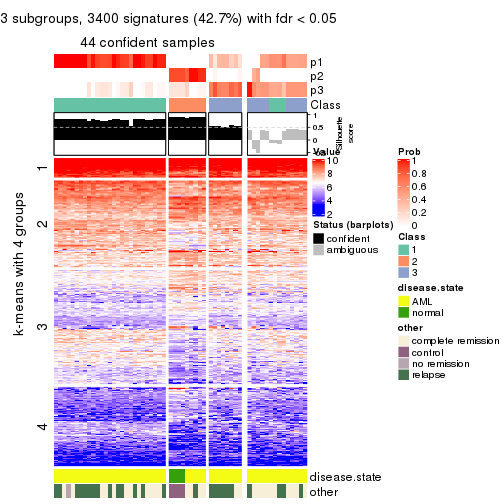 3 subgroups, 3400 signatures (42.7%) with fdr < 0.05
44 confident samples
p1
p2
p3
Class
1
0.5
0
-0.5
Silhouette
score
k-means with 4 groups
1
2
3
4
disease.state
other
Value
10
8
6
4
2
Status (barplots)
confident
ambiguous
Prob
1
0.8
0.6
0.4
0.2
0
Class
1
2
3
disease.state
AML
normal
other
complete remission
control
no remission
relapse